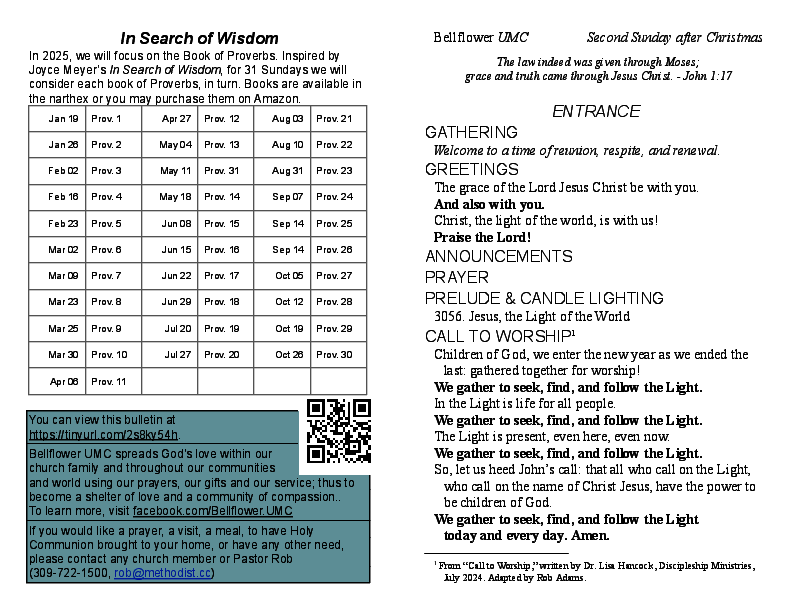 In Search of Wisdom
In 2025, we will focus on the Book of Proverbs. Inspired by
Joyce Meyer's In Search of Wisdom, for 31 Sundays we will
consider each book of Proverbs, in turn. Books are available in
the narthex or you may purchase them on Amazon.
Jan 19 Prov. 1 Apr 27 Prov. 12 Aug 03 Prov. 21
Jan 26 Prov. 2 May 04 Prov. 13 Aug 10 Prov. 22
Feb 02 Prov. 3 May 11 Prov. 31 Aug 31 Prov. 23
Feb 16 Prov. 4 May 18 Prov. 14 Sep 07 Prov. 24
Feb 23 Prov. 5 Jun 08 Prov. 15 Sep 14 Prov. 25
Mar 02 Prov. 6 Jun 15 Prov. 16 Sep 14 Prov. 26
Mar 09 Prov. 7 Jun 22 Prov. 17 Oct 05 Prov. 27
Mar 23 Prov. 8 Jun 29 Prov. 18 Oct 12 Prov. 28
Mar 25 Prov. 9 Jul 20 Prov. 19 Oct 19 Prov. 29
Mar 30 Prov. 10 Jul 27 Prov. 20 Oct 26 Prov. 30
Apr 06 Prov. 11
You can view this bulletin at
https://tinyurl.com/2s8ky54h.
Bellflower UMC spreads God's love within our
church family and throughout our communities
and world using our prayers, our gifts and our service; thus to
become a shelter of love and a community of compassion..
To learn more, visit facebook.com/Bellflower.UMC
If you would like a prayer, a visit, a meal, to have Holy
Communion brought to your home, or have any other need,
please contact any church member or Pastor Rob
(309-722-1500, rob@methodist.cc)
Bellflower UMC Second Sunday after Christmas
The law indeed was given through Moses;
grace and truth came through Jesus Christ. - John 1:17
ENTRANCE
GATHERING
Welcome to a time of reunion, respite, and renewal.
GREETINGS
The grace of the Lord Jesus Christ be with you.
And also with you.
Christ, the light of the world, is with us!
Praise the Lord!
ANNOUNCEMENTS
PRAYER
PRELUDE & CANDLE LIGHTING
3056. Jesus, the Light of the World
CALL TO WORSHIP¹
Children of God, we enter the new year as we ended the
last: gathered together for worship!
We gather to seek, find, and follow the Light.
In the Light is life for all people.
We gather to seek, find, and follow the Light.
The Light is present, even here, even now.
We gather to seek, find, and follow the Light.
So, let us heed John's call: that all who call on the Light,
who call on the name of Christ Jesus, have the power to
be children of God.
We gather to seek, find, and follow the Light
today and every day. Amen.
¹ From "Call to Worship," written by Dr. Lisa Hancock, Discipleship Ministries,
July 2024. Adapted by Rob Adams.